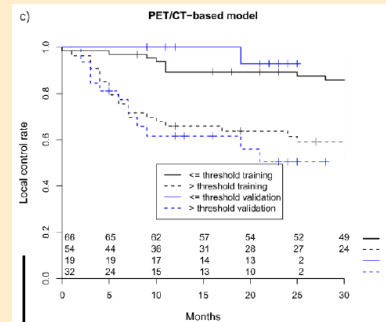 c)
PET/CT-based model
Local control rate
1.0
0.8
0.6
0.4
0.2
0.0
<= threshold training
> threshold training
<= threshold validation
> threshold validation
66 65 62 57 54 52 49
54 44 36 31 28 27 24
19 19 17 14 13 2
32 24 15 13 10 2
0 5 10 15 20 25 30
Months